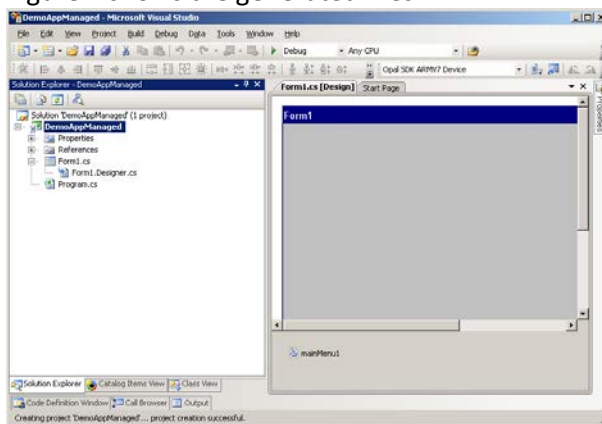 DemoAppManaged - Microsoft Visual Studio
File Edit View Project Build Debug Data Tools Window Help
Debug Any CPU
Opal SDK ARMV7 Device
Solution Explorer - DemoAppManaged
Form1.cs [Design] Start Page
Properties
Solution 'DemoAppManaged' (1 project)
DemoAppManaged
Properties
References
Form1.cs
Form1.Designer.cs
Program.cs
Form1
mainMenu1
Solution Explorer Catalog Items View Class View
Code Definition Window Call Browser Output
Creating project 'DemoAppManaged'... project creation successful.